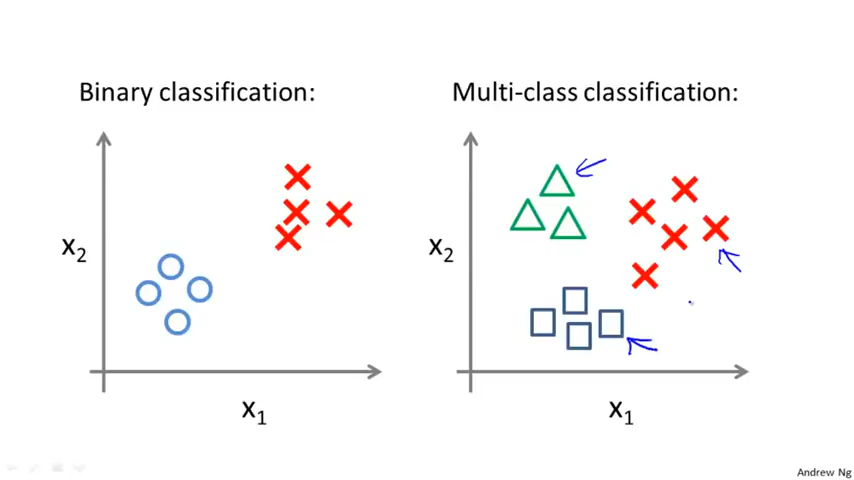 Binary classification:
Multi-class classification:
x2
x1
x2
x1
Andrew Ng